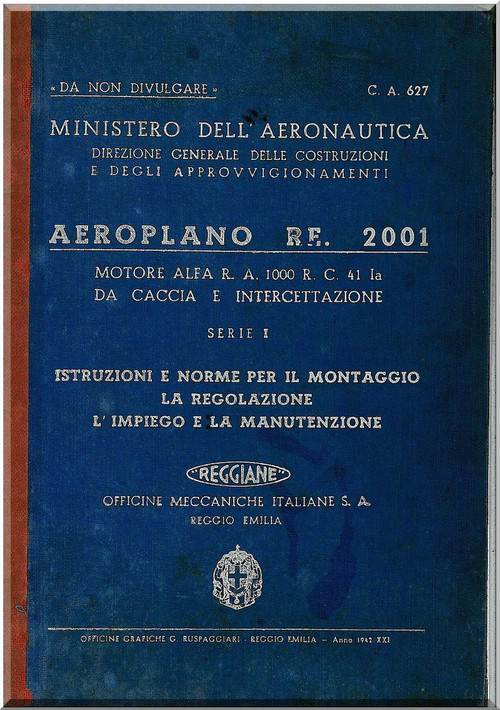 « DA NON DIVULGARE »
C. A. 627
MINISTERO DELL'AERONAUTICA
DIREZIONE GENERALE DELLE COSTRUZIONI
E DEGLI APPROVVIGIONAMENTI
AEROPLANO RE. 2001
MOTORE ALFA R. A. 1000 R. C. 41 Ia
DA CACCIA E INTERCETTAZIONE
SERIE I
ISTRUZIONI E NORME PER IL MONTAGGIO
LA REGOLAZIONE
L'IMPIEGO E LA MANUTENZIONE
"REGGIANE"
OFFICINE MECCANICHE ITALIANE S. A.
REGGIO EMILIA
OFFICINE GRAFICHE G. RUSPAGGIARI - REGGIO EMILIA - Anno 1942 XXI